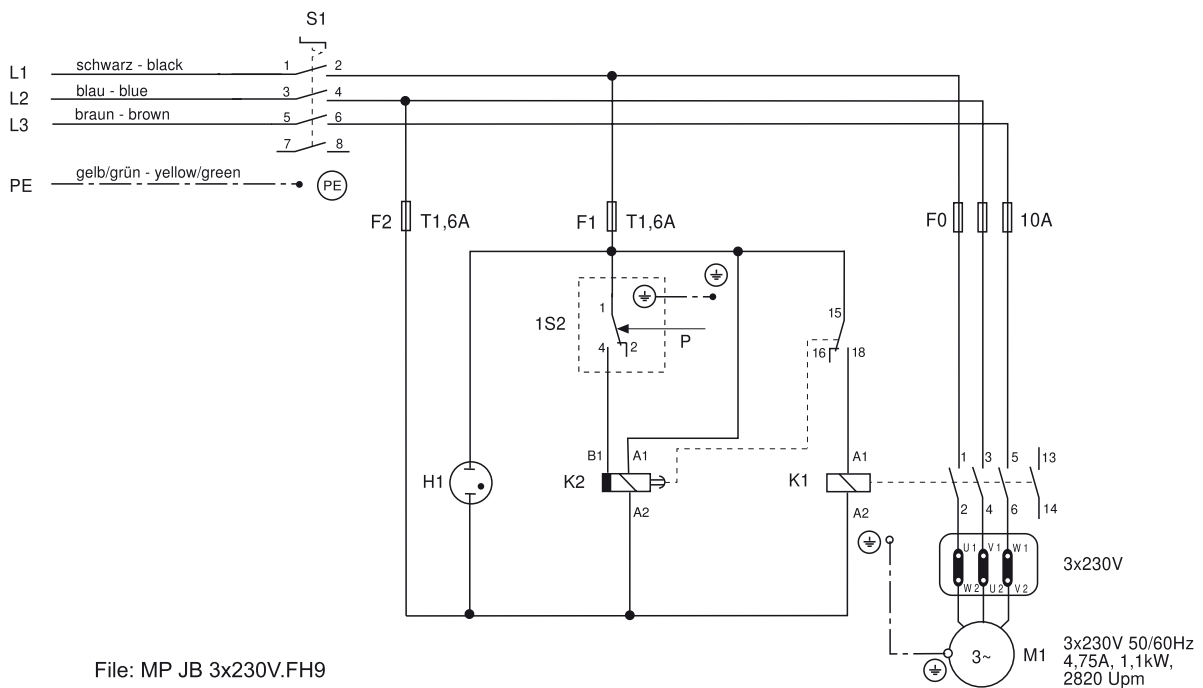 S1
L1 schwarz - black 1 2
L2 blau - blue 3 4
L3 braun - brown 5 6
7 8
PE gelb/grün - yellow/green PE
F2 T1,6A F1 T1,6A F0 10A
1
1S2 P
4 2
15
16 18
B1 A1 A1 1 3 5 13
H1 K2 K1
A2 A2 2 4 6 14
U1 V1 W1
3x230V
W2 U2 V2
3~ M1
3x230V 50/60Hz
4,75A, 1,1kW,
2820 Upm
File: MP JB 3x230V.FH9